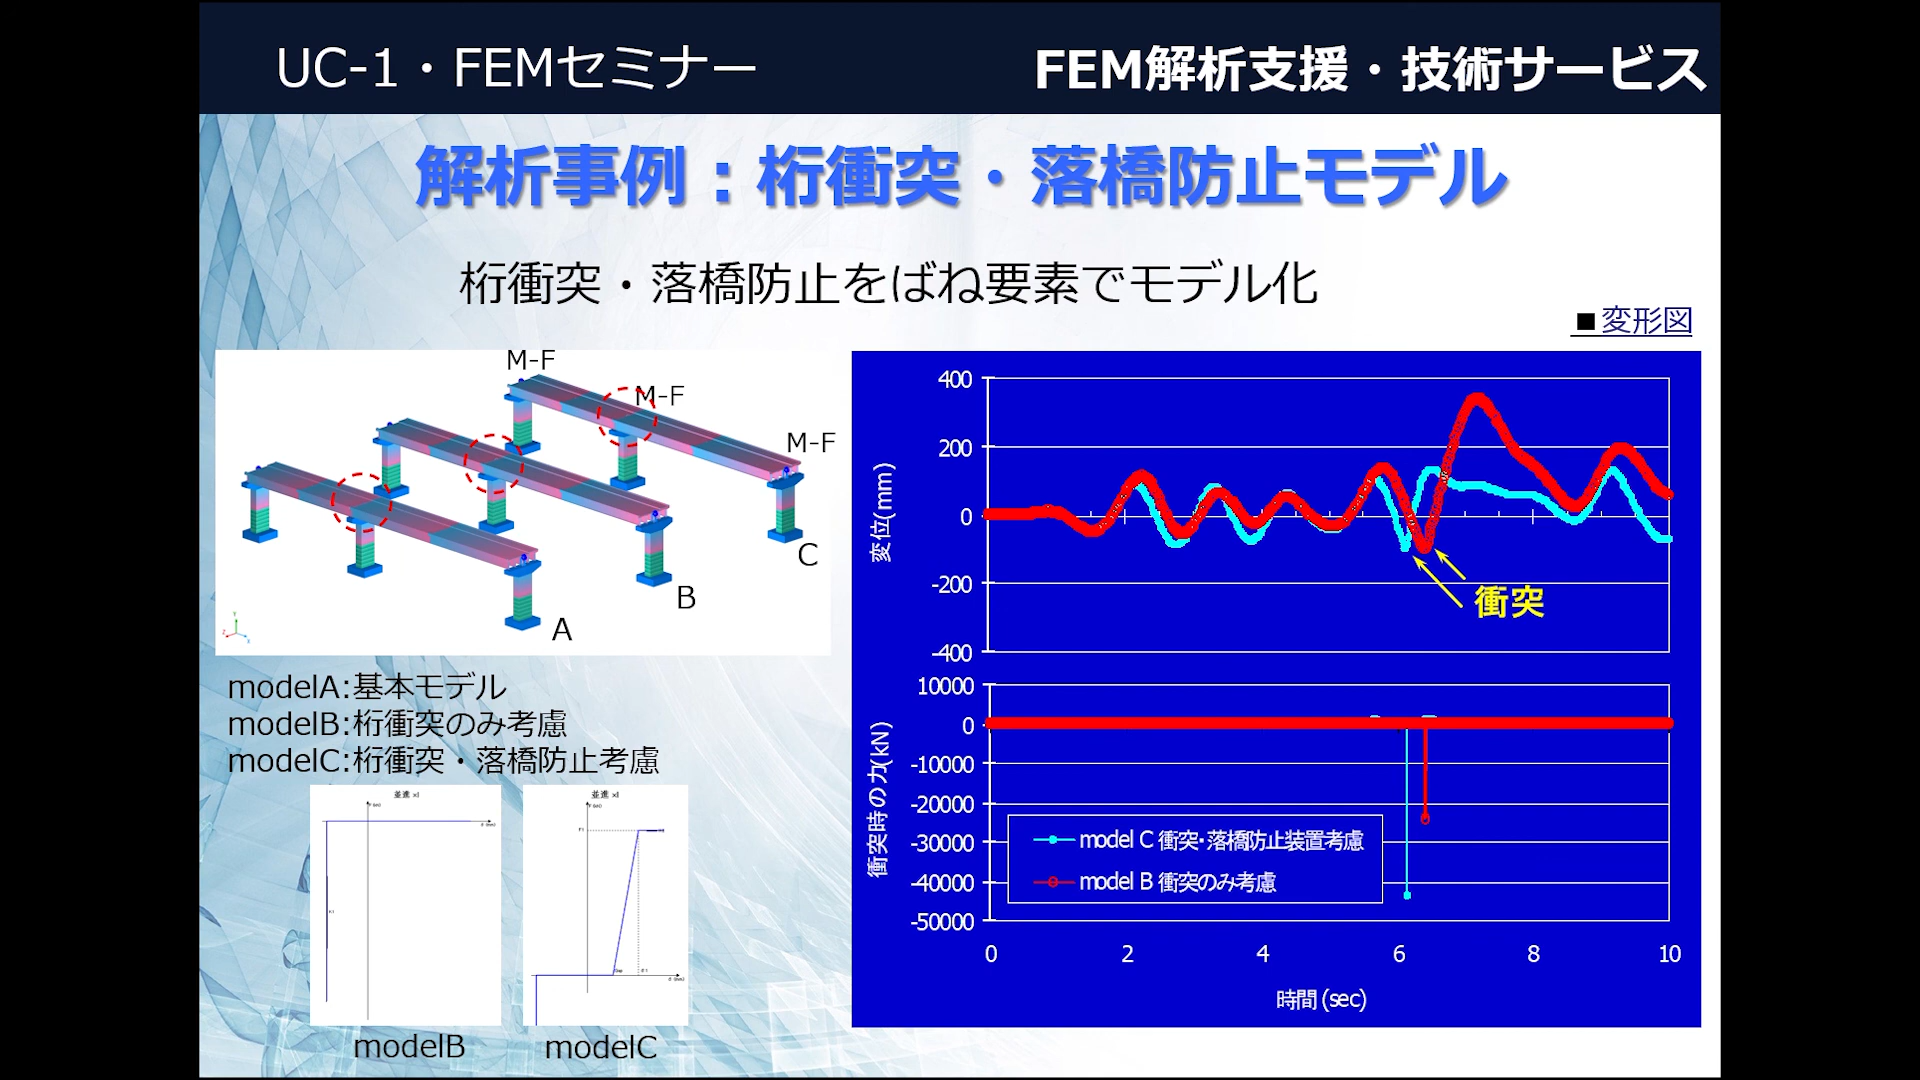 UC-1・FEMセミナー
FEM解析支援・技術サービス
解析事例：桁衝突・落橋防止モデル
桁衝突・落橋防止をばね要素でモデル化
■変形図
M-F
M-F
M-F
C
B
A
modelA:基本モデル
modelB:桁衝突のみ考慮
modelC:桁衝突・落橋防止考慮
並進 xl
並進 xl
modelB
modelC
変位(mm)
400
200
0
-200
-400
衝突
衝突時の力(kN)
10000
0
-10000
-20000
-30000
-40000
-50000
model C 衝突・落橋防止装置考慮
model B 衝突のみ考慮
0 2 4 6 8 10
時間(sec)